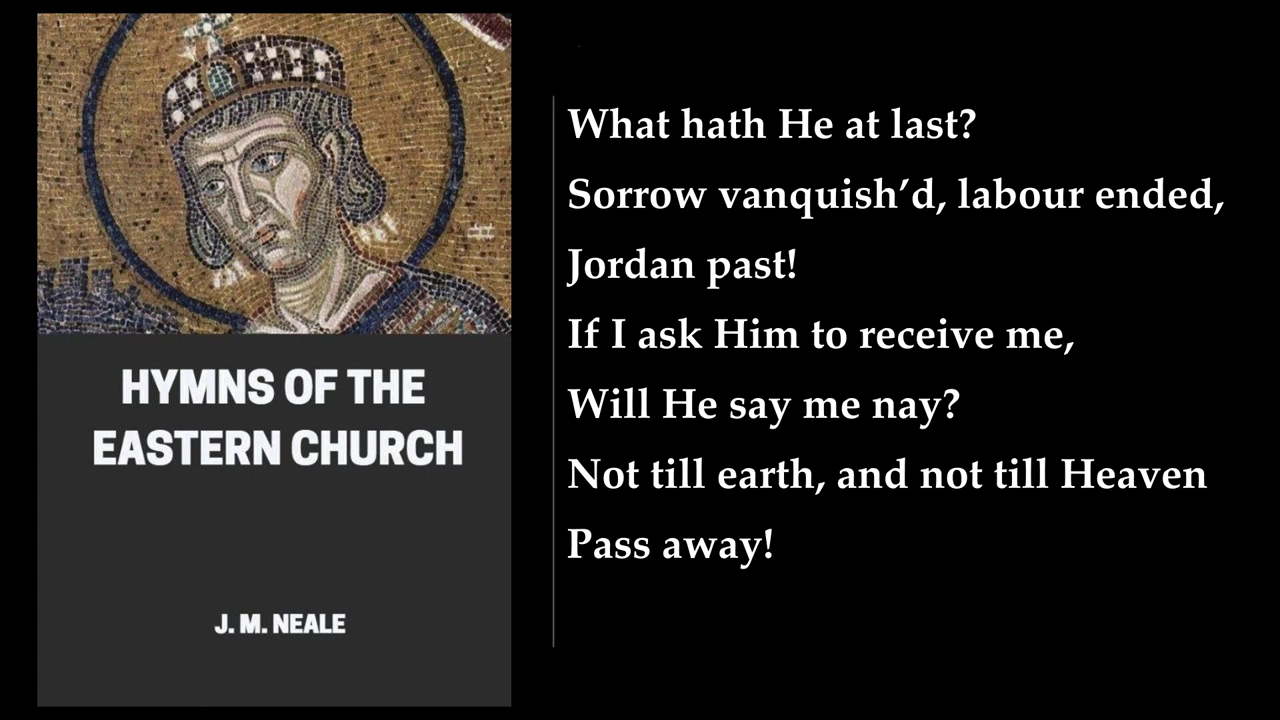 HYMNS OF THE
EASTERN CHURCH
J. M. NEALE
What hath He at last?
Sorrow vanquish’d, labour ended,
Jordan past!
If I ask Him to receive me,
Will He say me nay?
Not till earth, and not till Heaven
Pass away!